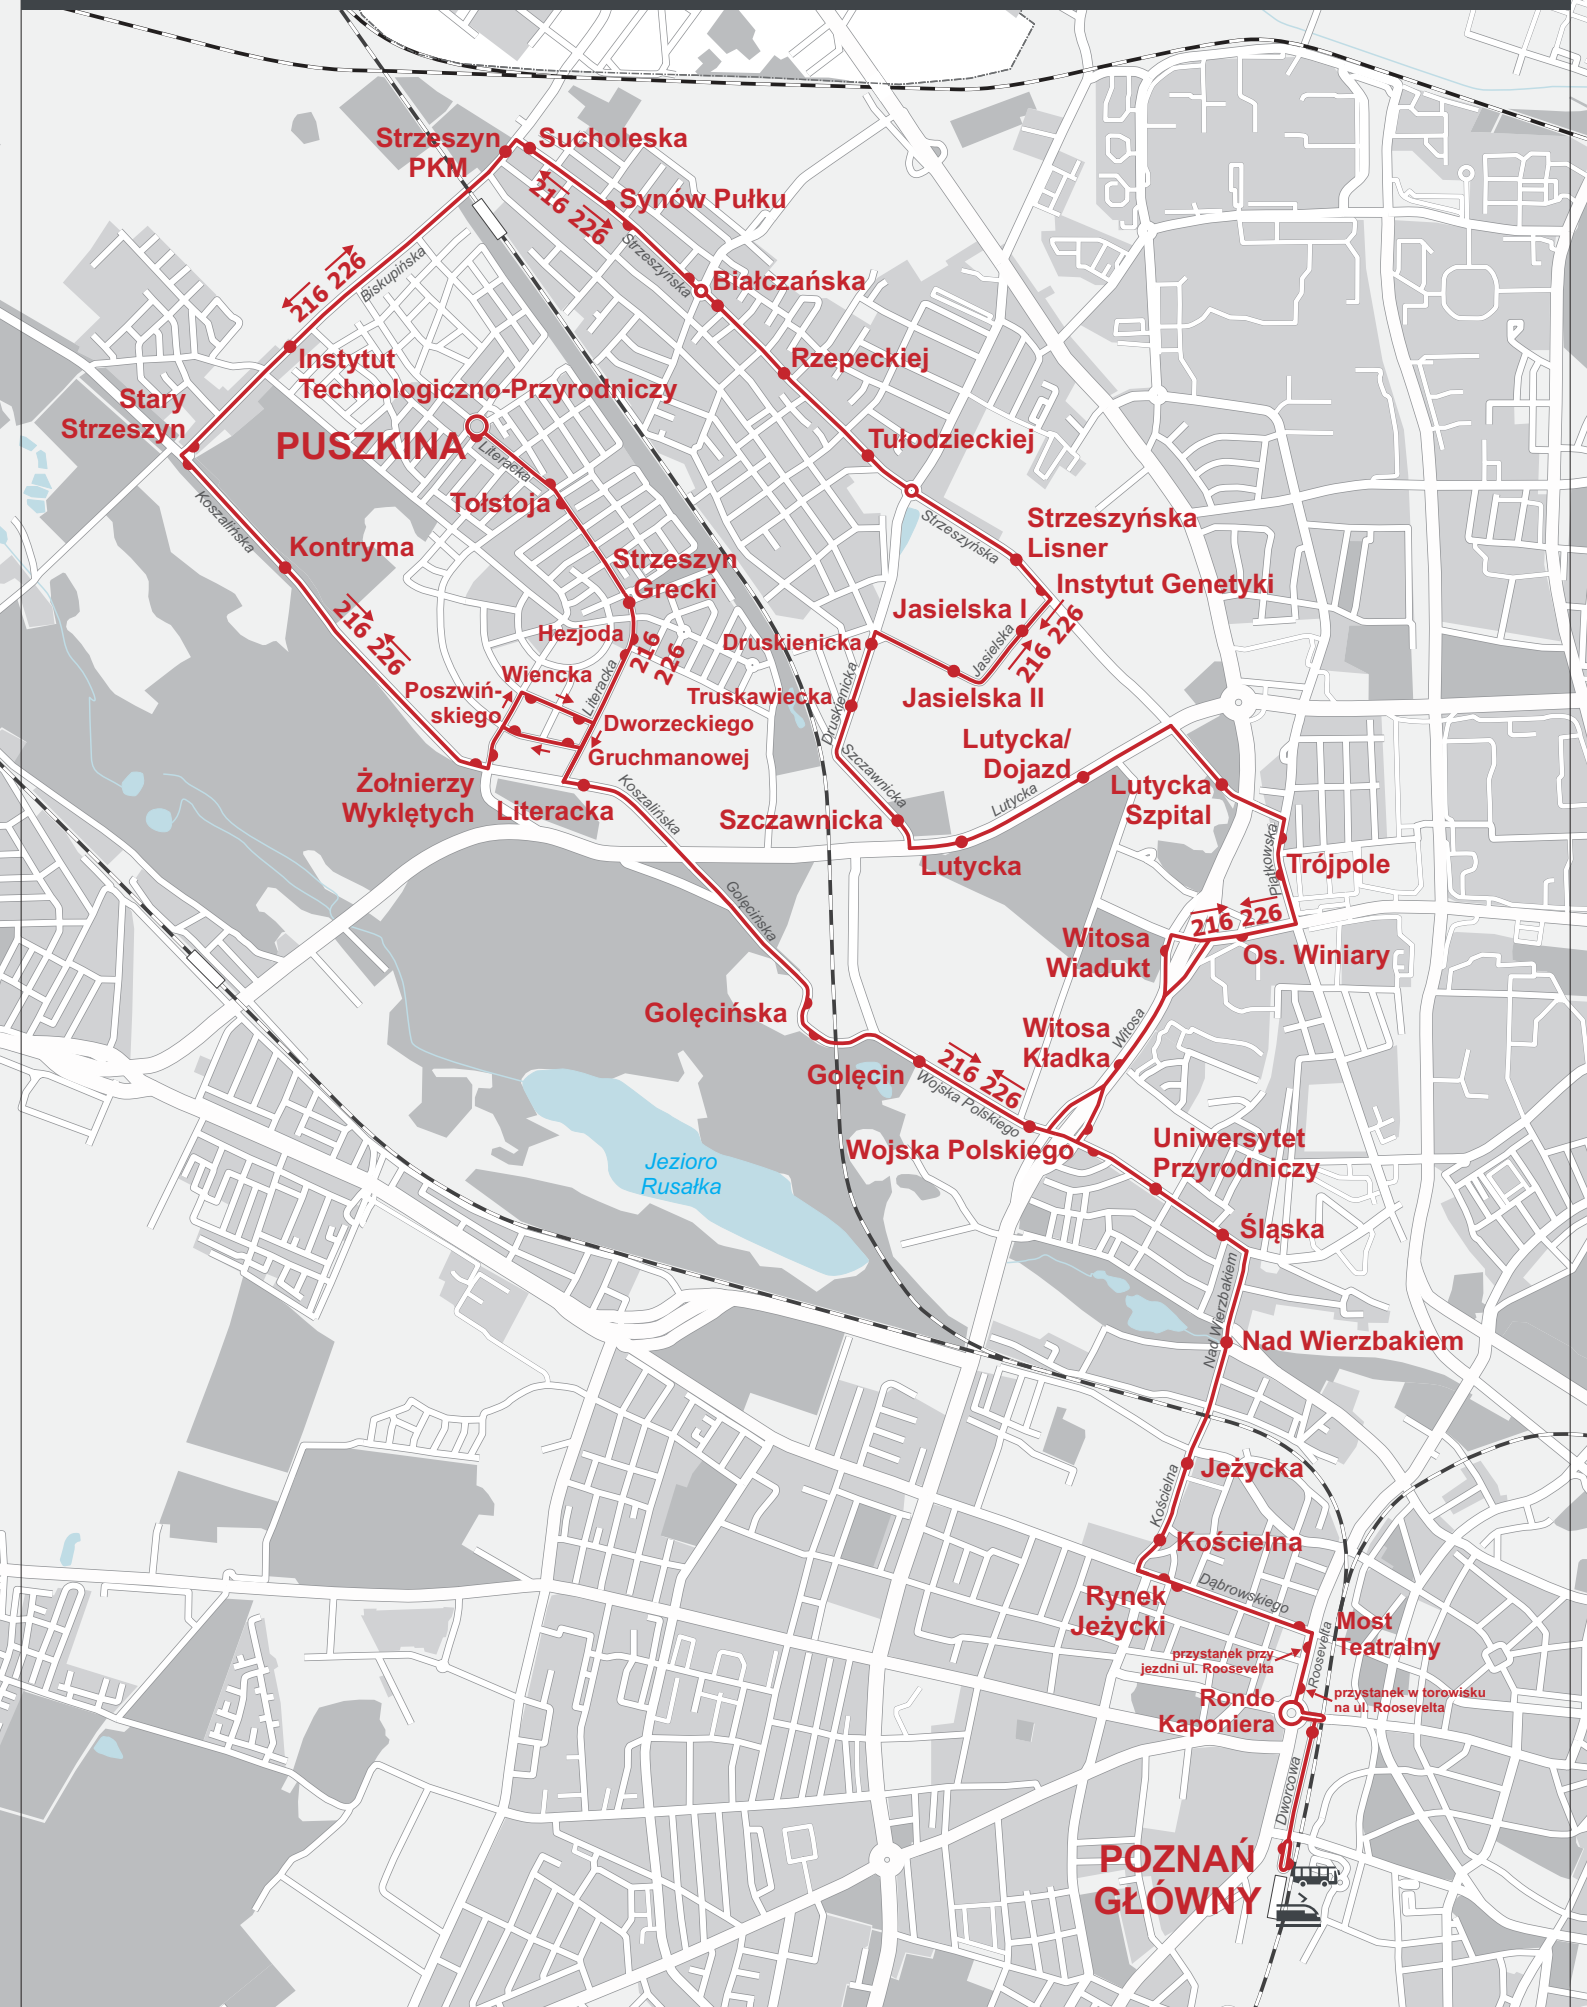 Strzeszyn
PKM
Sucholeska
216 226
Synów Pułku
Strzeszyńska
216 226
Biskupińska
Białczańska
Instytut
Technologiczno-Przyrodniczy
Rzepeckiej
Stary
Strzeszyn
PUSZKINA
Literacka
Tułodzieckiej
Tołstoja
Koszalińska
Strzeszyńska
Strzeszyńska
Lisner
Kontryma
Strzeszyn
Grecki
Instytut Genetyki
216 226
Hezjoda
216
226
Jasielska I
Jasielska
216 226
Druskienicka
Wiencka
Literacka
Poszwiń-
skiego
Truskawiecka
Druskienicka
Jasielska II
Dworzeckiego
Gruchmanowej
Lutycka/
Dojazd
Szczawnicka
Żołnierzy
Wyklętych
Literacka
Koszalińska
Lutycka
Lutycka
Szpital
Szczawnicka
Lutycka
Piątkowska
Trójpole
Golęcińska
216 226
Witosa
Wiadukt
Os. Winiary
Golęcińska
Witosa
Kładka
Witosa
Golęcin
216 226
Wojska Polskiego
Wojska Polskiego
Uniwersytet
Przyrodniczy
Jezioro
Rusałka
Śląska
Nad Wierzbakiem
Nad Wierzbakiem
Jeżycka
Kościelna
Kościelna
Rynek
Jeżycki
Dąbrowskiego
Most
Teatralny
Roosevelta
przystanek przy
jezdni ul. Roosevelta
przystanek w torowisku
na ul. Roosevelta
Rondo
Kaponiera
Dworcowa
POZNAŃ
GŁÓWNY